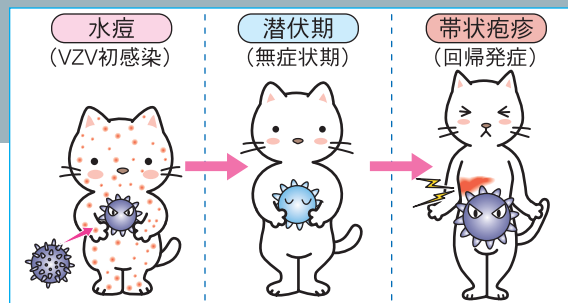 水痘
（VZV初感染）
潜伏期
（無症状期）
帯状疱疹
（回帰発症）